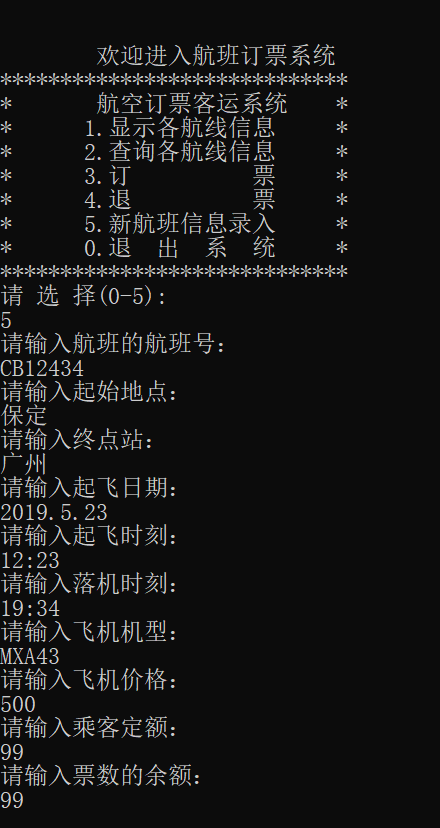 欢迎进入航班订票系统
*****************************
* 航空订票客运系统 *
* 1.显示各航线信息 *
* 2.查询各航线信息 *
* 3.订 票 *
* 4.退 票 *
* 5.新航班信息录入 *
* 0.退 出 系 统 *
*****************************
请 选 择(0-5):
5
请输入航班的航班号:
CB12434
请输入起始地点:
保定
请输入终点站:
广州
请输入起飞日期:
2019.5.23
请输入起飞时刻:
12:23
请输入落机时刻:
19:34
请输入飞机机型:
MXA43
请输入飞机价格:
500
请输入乘客定额:
99
请输入票数的余额:
99